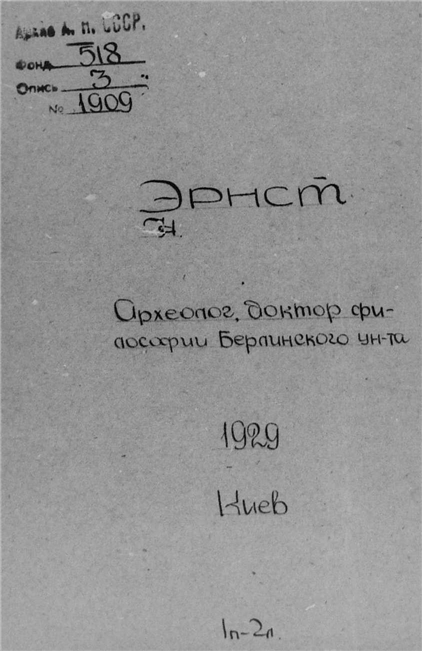 Архив А. Н. СССР.
Фонд 518
Опись 3
№ 1909
ЭРНСТ
Н.
Археолог, доктор фи-
лософии Берлинского ун-та
1929
Киев
1п-2л.